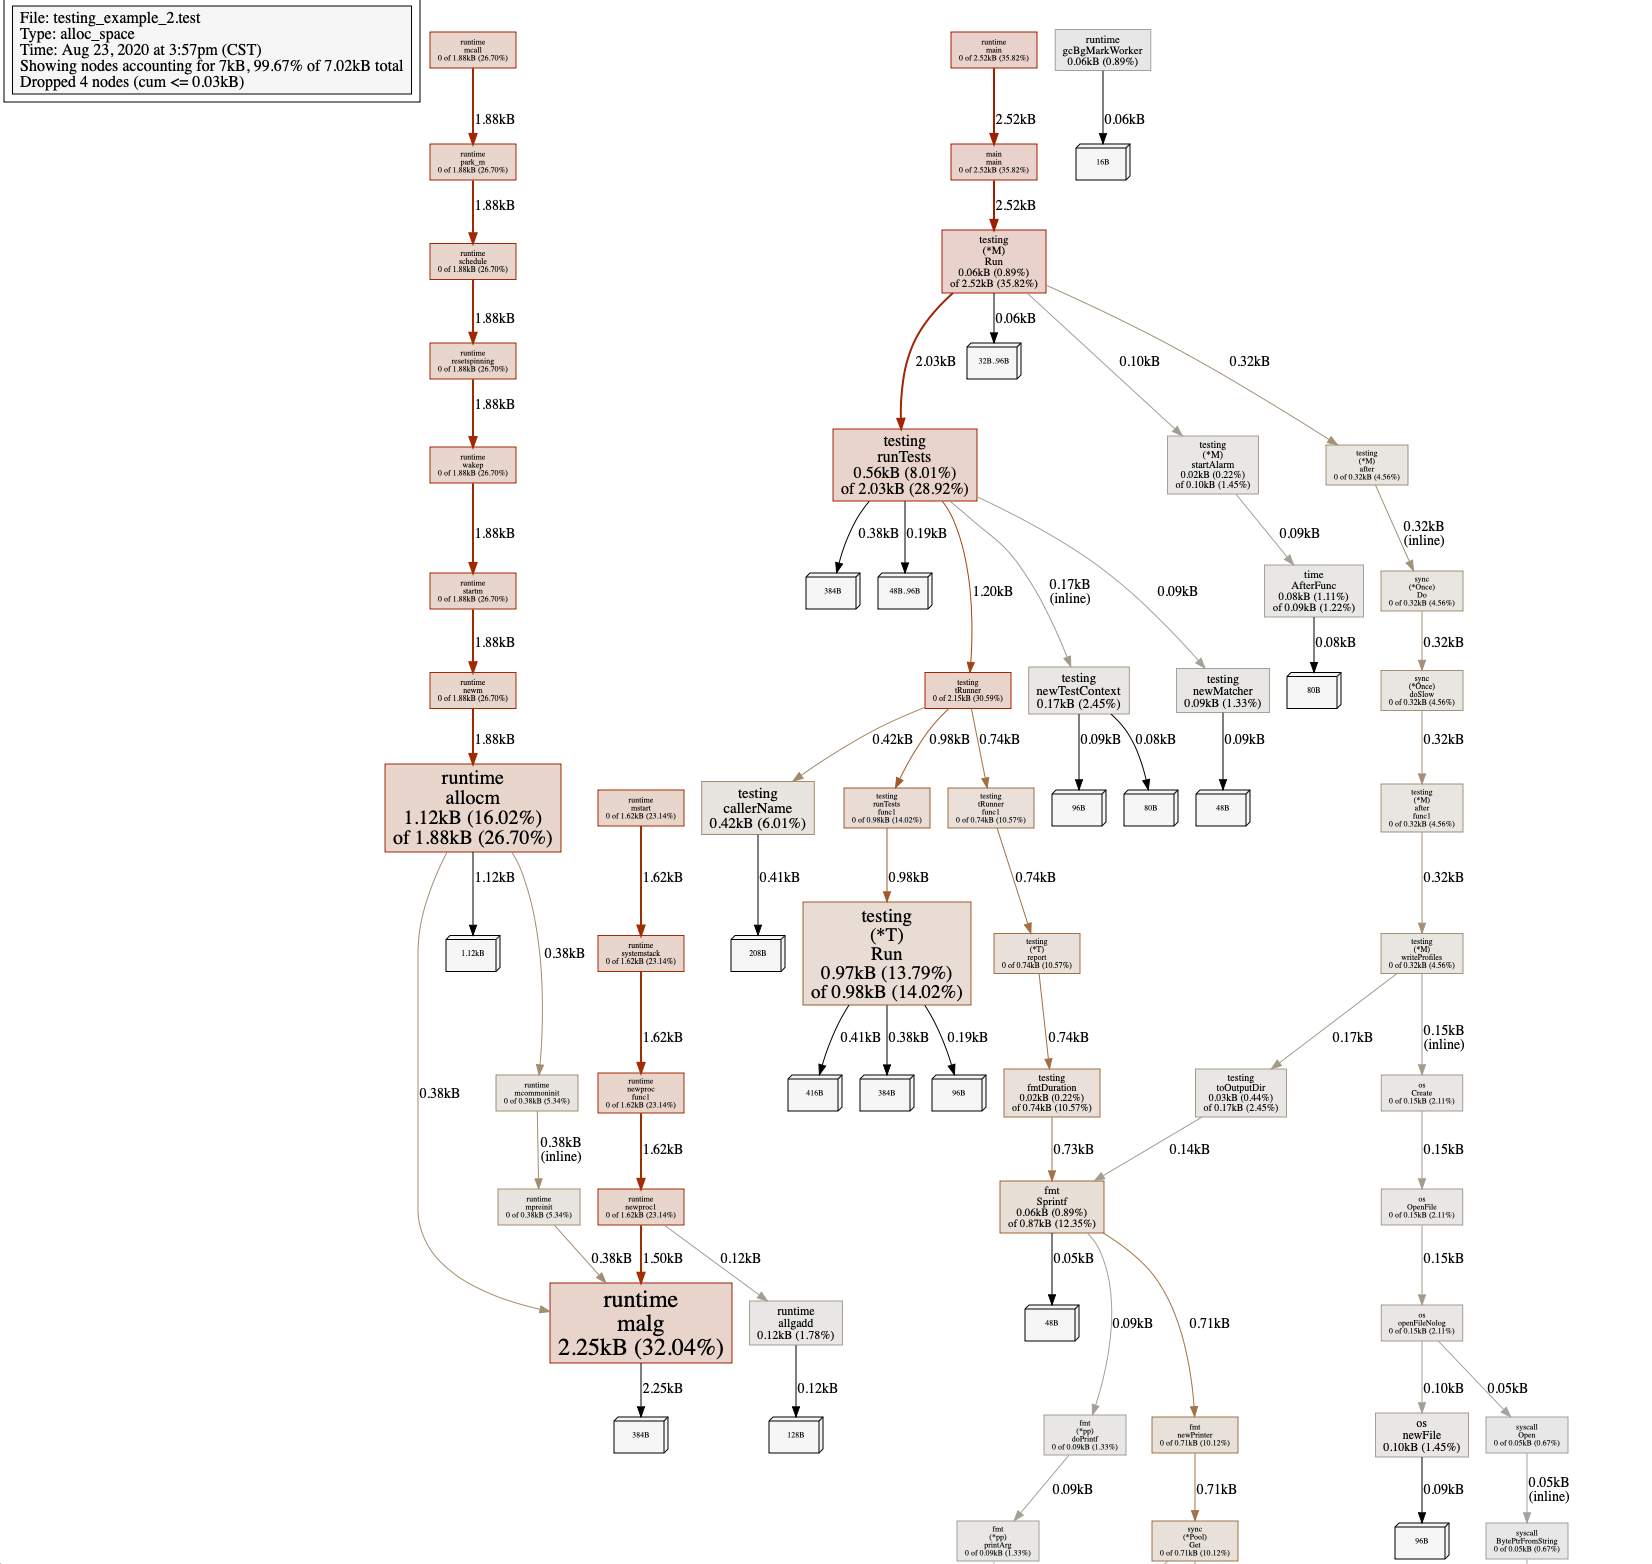 File: testing_example_2.test
Type: alloc_space
Time: Aug 23, 2020 at 3:57pm (CST)
Showing nodes accounting for 7kB, 99.67% of 7.02kB total
Dropped 4 nodes (cum <= 0.03kB)
runtime
mcall
0 of 1.88kB (26.70%)
runtime
main
0 of 2.52kB (35.82%)
runtime
gcBgMarkWorker
0.06kB (0.89%)
1.88kB
2.52kB
0.06kB
runtime
park_m
0 of 1.88kB (26.70%)
main
main
0 of 2.52kB (35.82%)
16B
1.88kB
2.52kB
runtime
schedule
0 of 1.88kB (26.70%)
testing
(*M)
Run
0.06kB (0.89%)
of 2.52kB (35.82%)
1.88kB
0.06kB
runtime
resetspinning
0 of 1.88kB (26.70%)
2.03kB
32B..96B
0.10kB
0.32kB
1.88kB
runtime
wakep
0 of 1.88kB (26.70%)
testing
runTests
0.56kB (8.01%)
of 2.03kB (28.92%)
testing
(*M)
startAlarm
0.02kB (0.22%)
of 0.10kB (1.45%)
testing
(*M)
after
0 of 0.32kB (4.56%)
1.88kB
0.38kB
0.19kB
0.09kB
0.32kB
(inline)
runtime
startm
0 of 1.88kB (26.70%)
384B
48B..96B
1.20kB
0.17kB
(inline)
0.09kB
time
AfterFunc
0.08kB (1.11%)
of 0.09kB (1.22%)
sync
(*Once)
Do
0 of 0.32kB (4.56%)
1.88kB
0.08kB
0.32kB
runtime
newm
0 of 1.88kB (26.70%)
testing
tRunner
0 of 2.15kB (30.59%)
testing
newTestContext
0.17kB (2.45%)
testing
newMatcher
0.09kB (1.33%)
80B
sync
(*Once)
doSlow
0 of 0.32kB (4.56%)
1.88kB
0.42kB
0.98kB
0.74kB
0.09kB
0.08kB
0.09kB
0.32kB
runtime
allocm
1.12kB (16.02%)
of 1.88kB (26.70%)
runtime
mstart
0 of 1.62kB (23.14%)
testing
callerName
0.42kB (6.01%)
testing
runTests
func1
0 of 0.98kB (14.02%)
testing
tRunner
func1
0 of 0.74kB (10.57%)
96B
80B
48B
testing
(*M)
after
func1
0 of 0.32kB (4.56%)
1.12kB
1.62kB
0.41kB
0.98kB
0.74kB
0.32kB
1.12kB
0.38kB
runtime
systemstack
0 of 1.62kB (23.14%)
208B
testing
(*T)
Run
0.97kB (13.79%)
of 0.98kB (14.02%)
testing
(*T)
report
0 of 0.74kB (10.57%)
testing
(*M)
writeProfiles
0 of 0.32kB (4.56%)
1.62kB
0.41kB
0.38kB
0.19kB
0.74kB
0.17kB
0.15kB
(inline)
0.38kB
runtime
mcommoninit
0 of 0.38kB (5.34%)
runtime
newproc
func1
0 of 1.62kB (23.14%)
416B
384B
96B
testing
fmtDuration
0.02kB (0.22%)
of 0.74kB (10.57%)
testing
toOutputDir
0.03kB (0.44%)
of 0.17kB (2.45%)
os
Create
0 of 0.15kB (2.11%)
0.38kB
(inline)
1.62kB
0.73kB
0.14kB
0.15kB
runtime
mpreinit
0 of 0.38kB (5.34%)
runtime
newproc1
0 of 1.62kB (23.14%)
fmt
Sprintf
0.06kB (0.89%)
of 0.87kB (12.35%)
os
OpenFile
0 of 0.15kB (2.11%)
0.38kB
1.50kB
0.12kB
0.05kB
0.15kB
runtime
malg
2.25kB (32.04%)
runtime
allgadd
0.12kB (1.78%)
48B
0.09kB
0.71kB
os
openFileNolog
0 of 0.15kB (2.11%)
2.25kB
0.12kB
0.10kB
0.05kB
384B
128B
fmt
(*pp)
doPrintf
0 of 0.09kB (1.33%)
fmt
newPrinter
0 of 0.71kB (10.12%)
os
newFile
0.10kB (1.45%)
syscall
Open
0 of 0.05kB (0.67%)
0.09kB
0.71kB
0.09kB
0.05kB
(inline)
fmt
(*pp)
printArg
0 of 0.09kB (1.33%)
sync
(*Pool)
Get
0 of 0.71kB (10.12%)
96B
syscall
BytePtrFromString
0 of 0.05kB (0.67%)